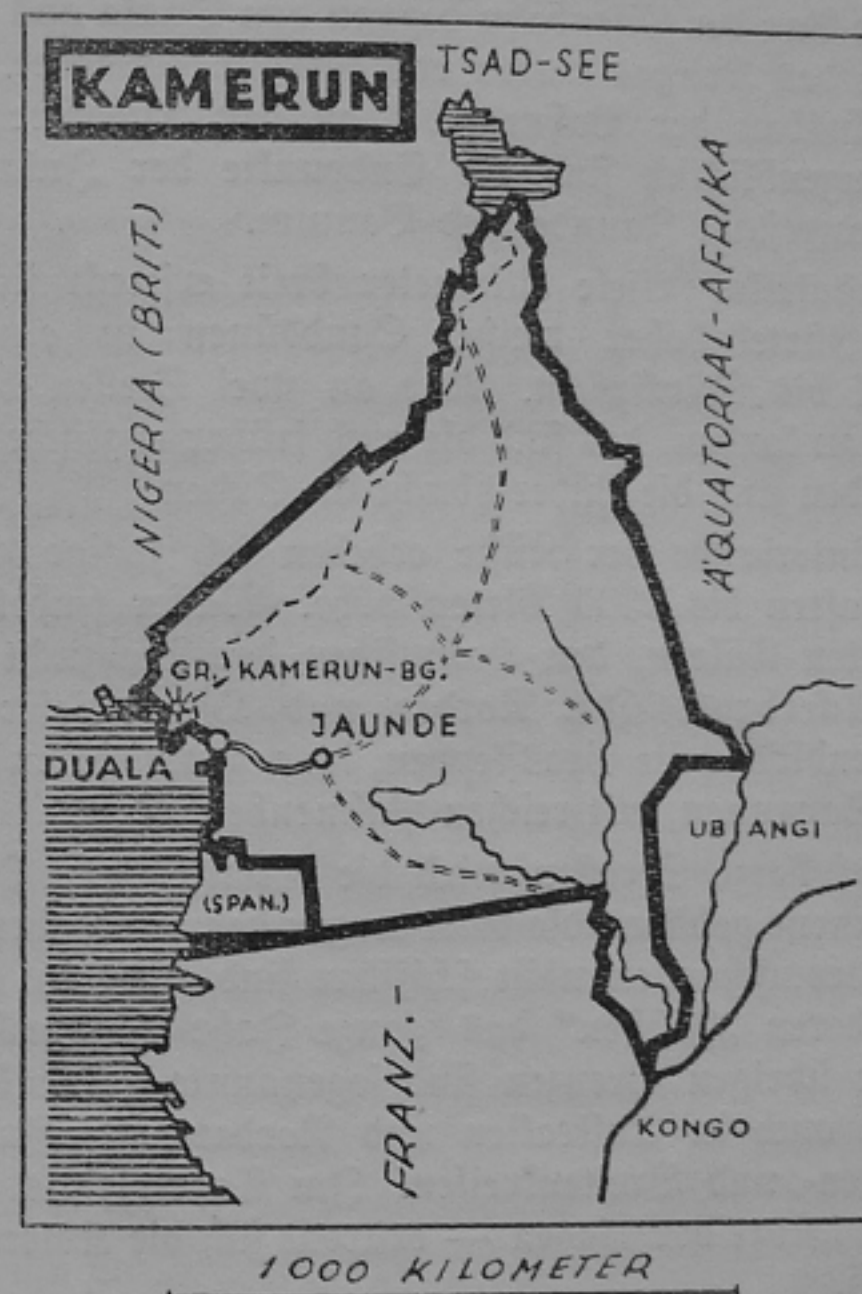 KAMERUN
TSAD-SEE
NIGERIA (BRIT.)
ÄQUATORIAL-AFRIKA
GR. KAMERUN-BG.
JAUNDE
DUALA
UBANGI
(SPAN.)
FRANZ.-
KONGO
1000 KILOMETER